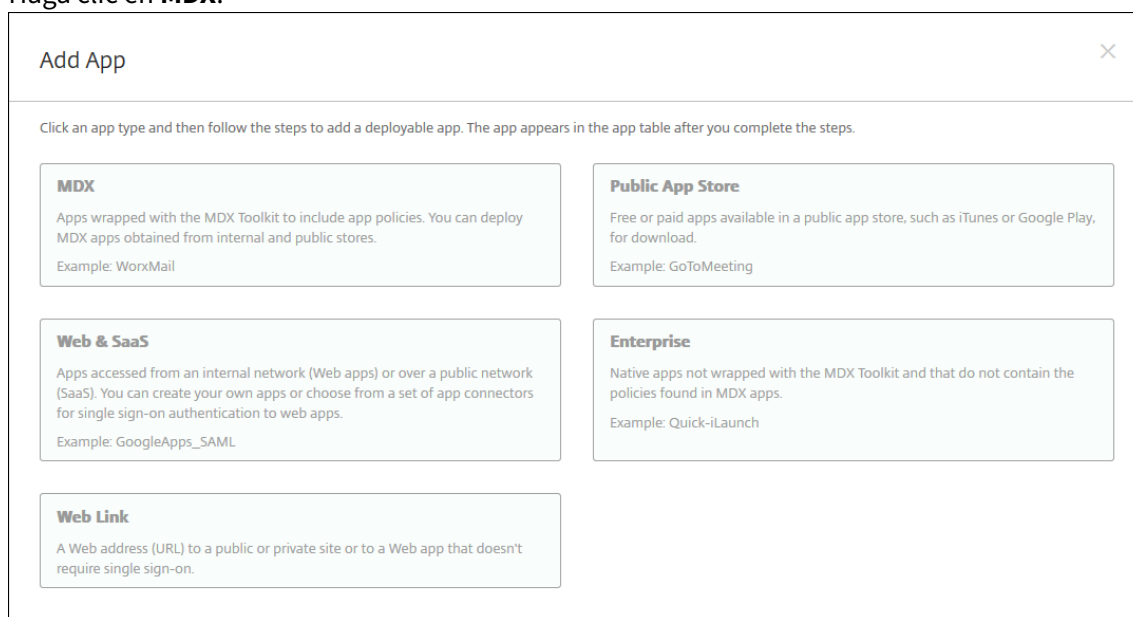 Haga clic en MDX.
Add App
Click an app type and then follow the steps to add a deployable app. The app appears in the app table after you complete the steps.
MDX
Apps wrapped with the MDX Toolkit to include app policies. You can deploy
MDX apps obtained from internal and public stores.
Example: WorxMail
Public App Store
Free or paid apps available in a public app store, such as iTunes or Google Play,
for download.
Example: GoToMeeting
Web & SaaS
Apps accessed from an internal network (Web apps) or over a public network
(SaaS). You can create your own apps or choose from a set of app connectors
for single sign-on authentication to web apps.
Example: GoogleApps_SAML
Enterprise
Native apps not wrapped with the MDX Toolkit and that do not contain the
policies found in MDX apps.
Example: Quick-iLaunch
Web Link
A Web address (URL) to a public or private site or to a Web app that doesn't
require single sign-on.